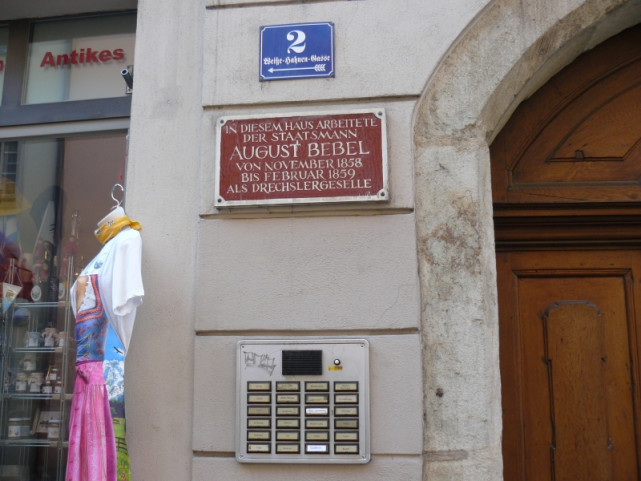 Antikes
2
Weiße-Hahnen-Gasse
IN DIESEM HAUS ARBEITETE
DER STAATSMANN
AUGUST BEBEL
VON NOVEMBER 1858
BIS FEBRUAR 1859
ALS DRECHSLERGESELLE